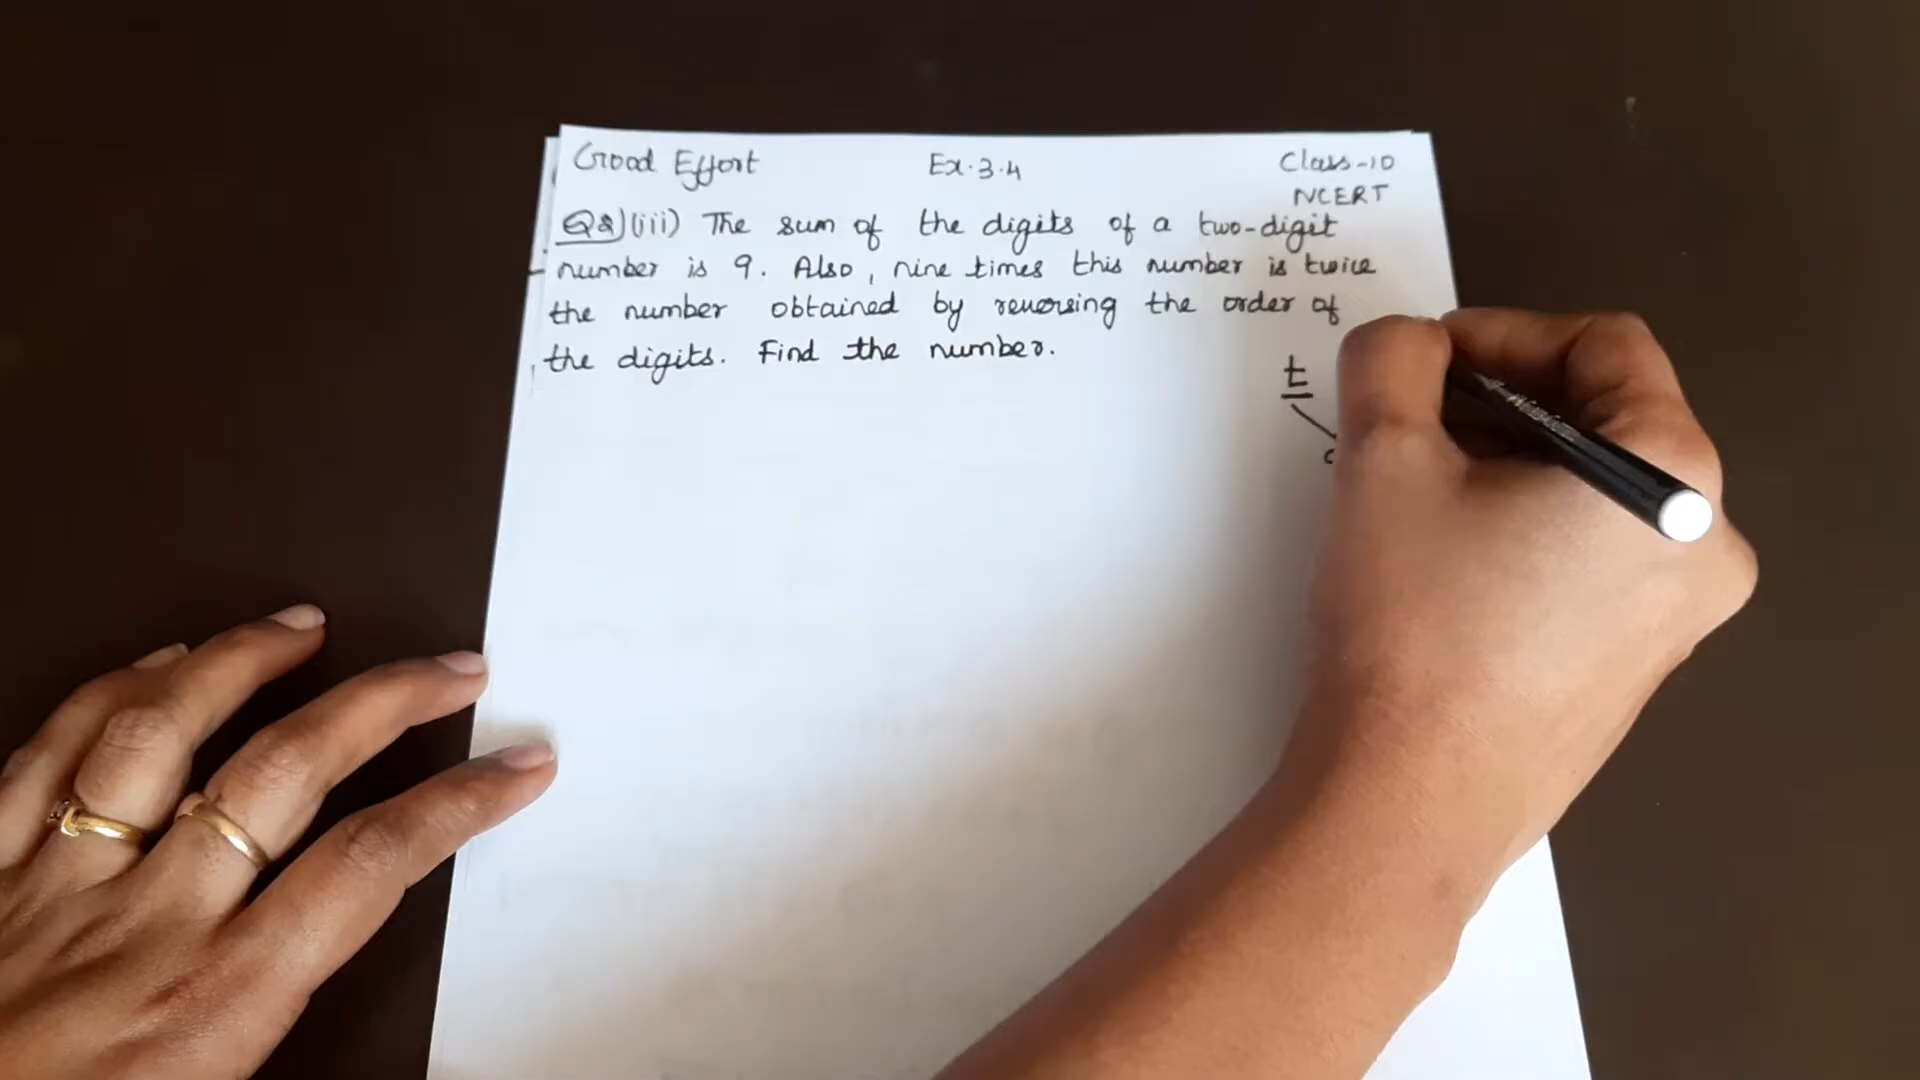 Good Effort Ex.3.4 Class-10
NCERT
Q2)(iii) The sum of the digits of a two-digit
number is 9. Also, nine times this number is twice
the number obtained by reversing the order of
the digits. Find the number.
t